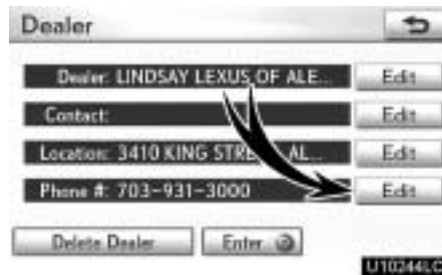 Dealer
Dealer: LINDSAY LEXUS OF ALE... Edit
Contact: Edit
Location: 3410 KING STRE AL... Edit
Phone #: 703-931-3000 Edit
Delete Dealer Enter
U10244LC